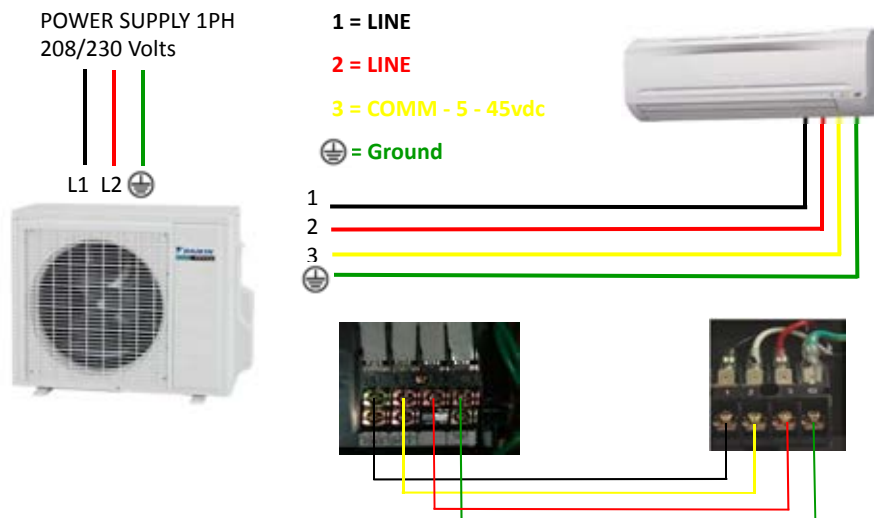 POWER SUPPLY 1PH
208/230 Volts
L1 L2
1 = LINE
2 = LINE
3 = COMM - 5 - 45vdc
= Ground
1
2
3
DAIKIN